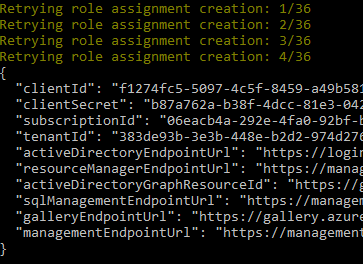 Retrying role assignment creation: 1/36
Retrying role assignment creation: 2/36
Retrying role assignment creation: 3/36
Retrying role assignment creation: 4/36
{
"clientId": "f1274fc5-5097-4c5f-8459-a49b581
"clientSecret": "b87a762a-b38f-4dcc-81e3-042
"subscriptionId": "06eacb4a-292e-4fa0-92bf-b
"tenantId": "383de93b-3e3b-448e-b2d2-974d276
"activeDirectoryEndpointUrl": "https://login
"resourceManagerEndpointUrl": "https://manag
"activeDirectoryGraphResourceId": "https://g
"sqlManagementEndpointUrl": "https://managem
"galleryEndpointUrl": "https://gallery.azure
"managementEndpointUrl": "https://management
}